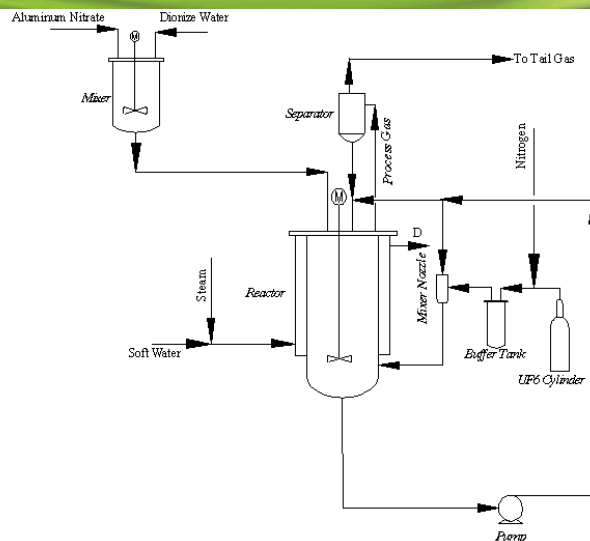 Aluminum Nitrate
Dionize Water
M
Mixer
To Tail Gas
Separator
Process Gas
Nitrogen
M
D
Steam
Reactor
Mixer Nozzle
Soft Water
Buffer Tank
UF6 Cylinder
Pump